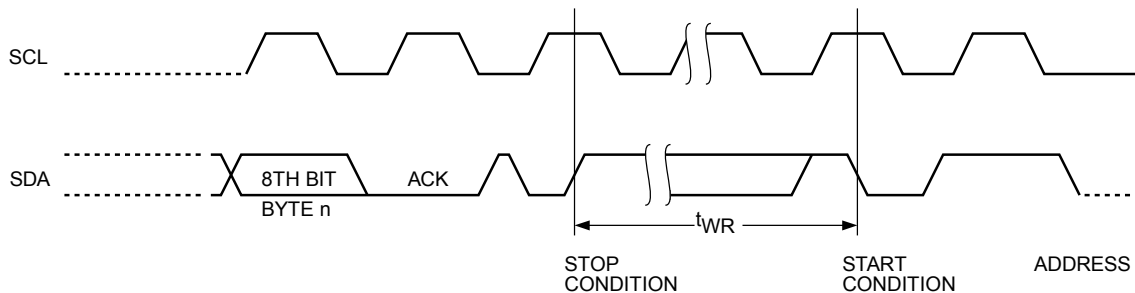 SCL
SDA
8TH BIT
ACK
BYTE n
tWR
STOP
CONDITION
START
CONDITION
ADDRESS